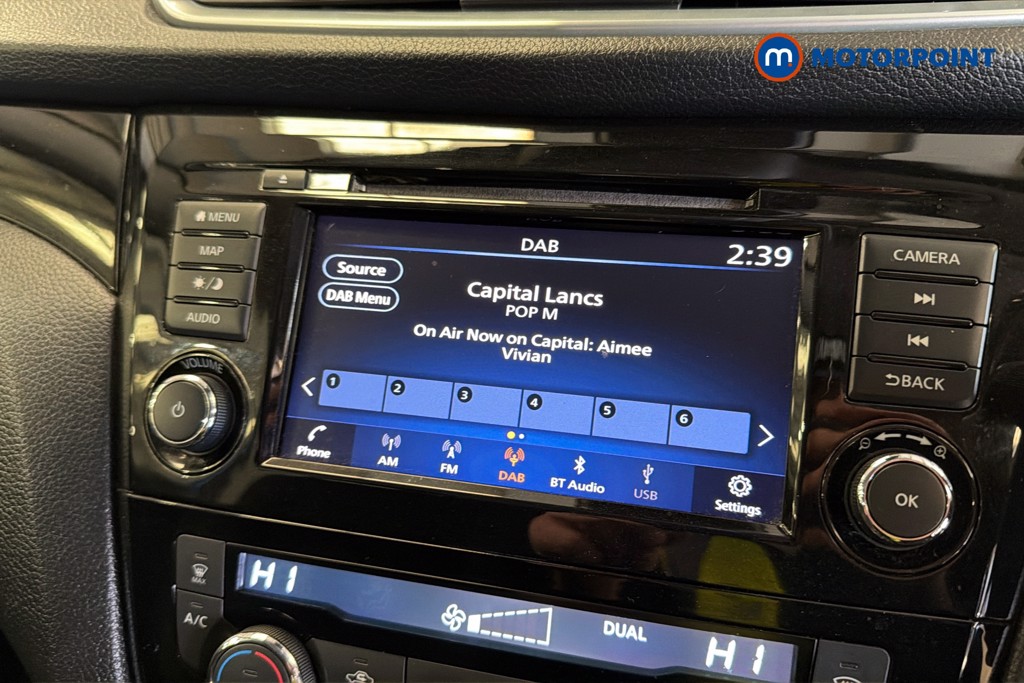 m MOTORPOINT
MENU
MAP
AUDIO
VOLUME
DAB
2:39
Source
DAB Menu
Capital Lancs
POP M
On Air Now on Capital: Aimee
Vivian
1 2 3 4 5 6
Phone AM FM DAB BT Audio USB Settings
CAMERA
BACK
OK
MAX
A/C
HI
DUAL
HI